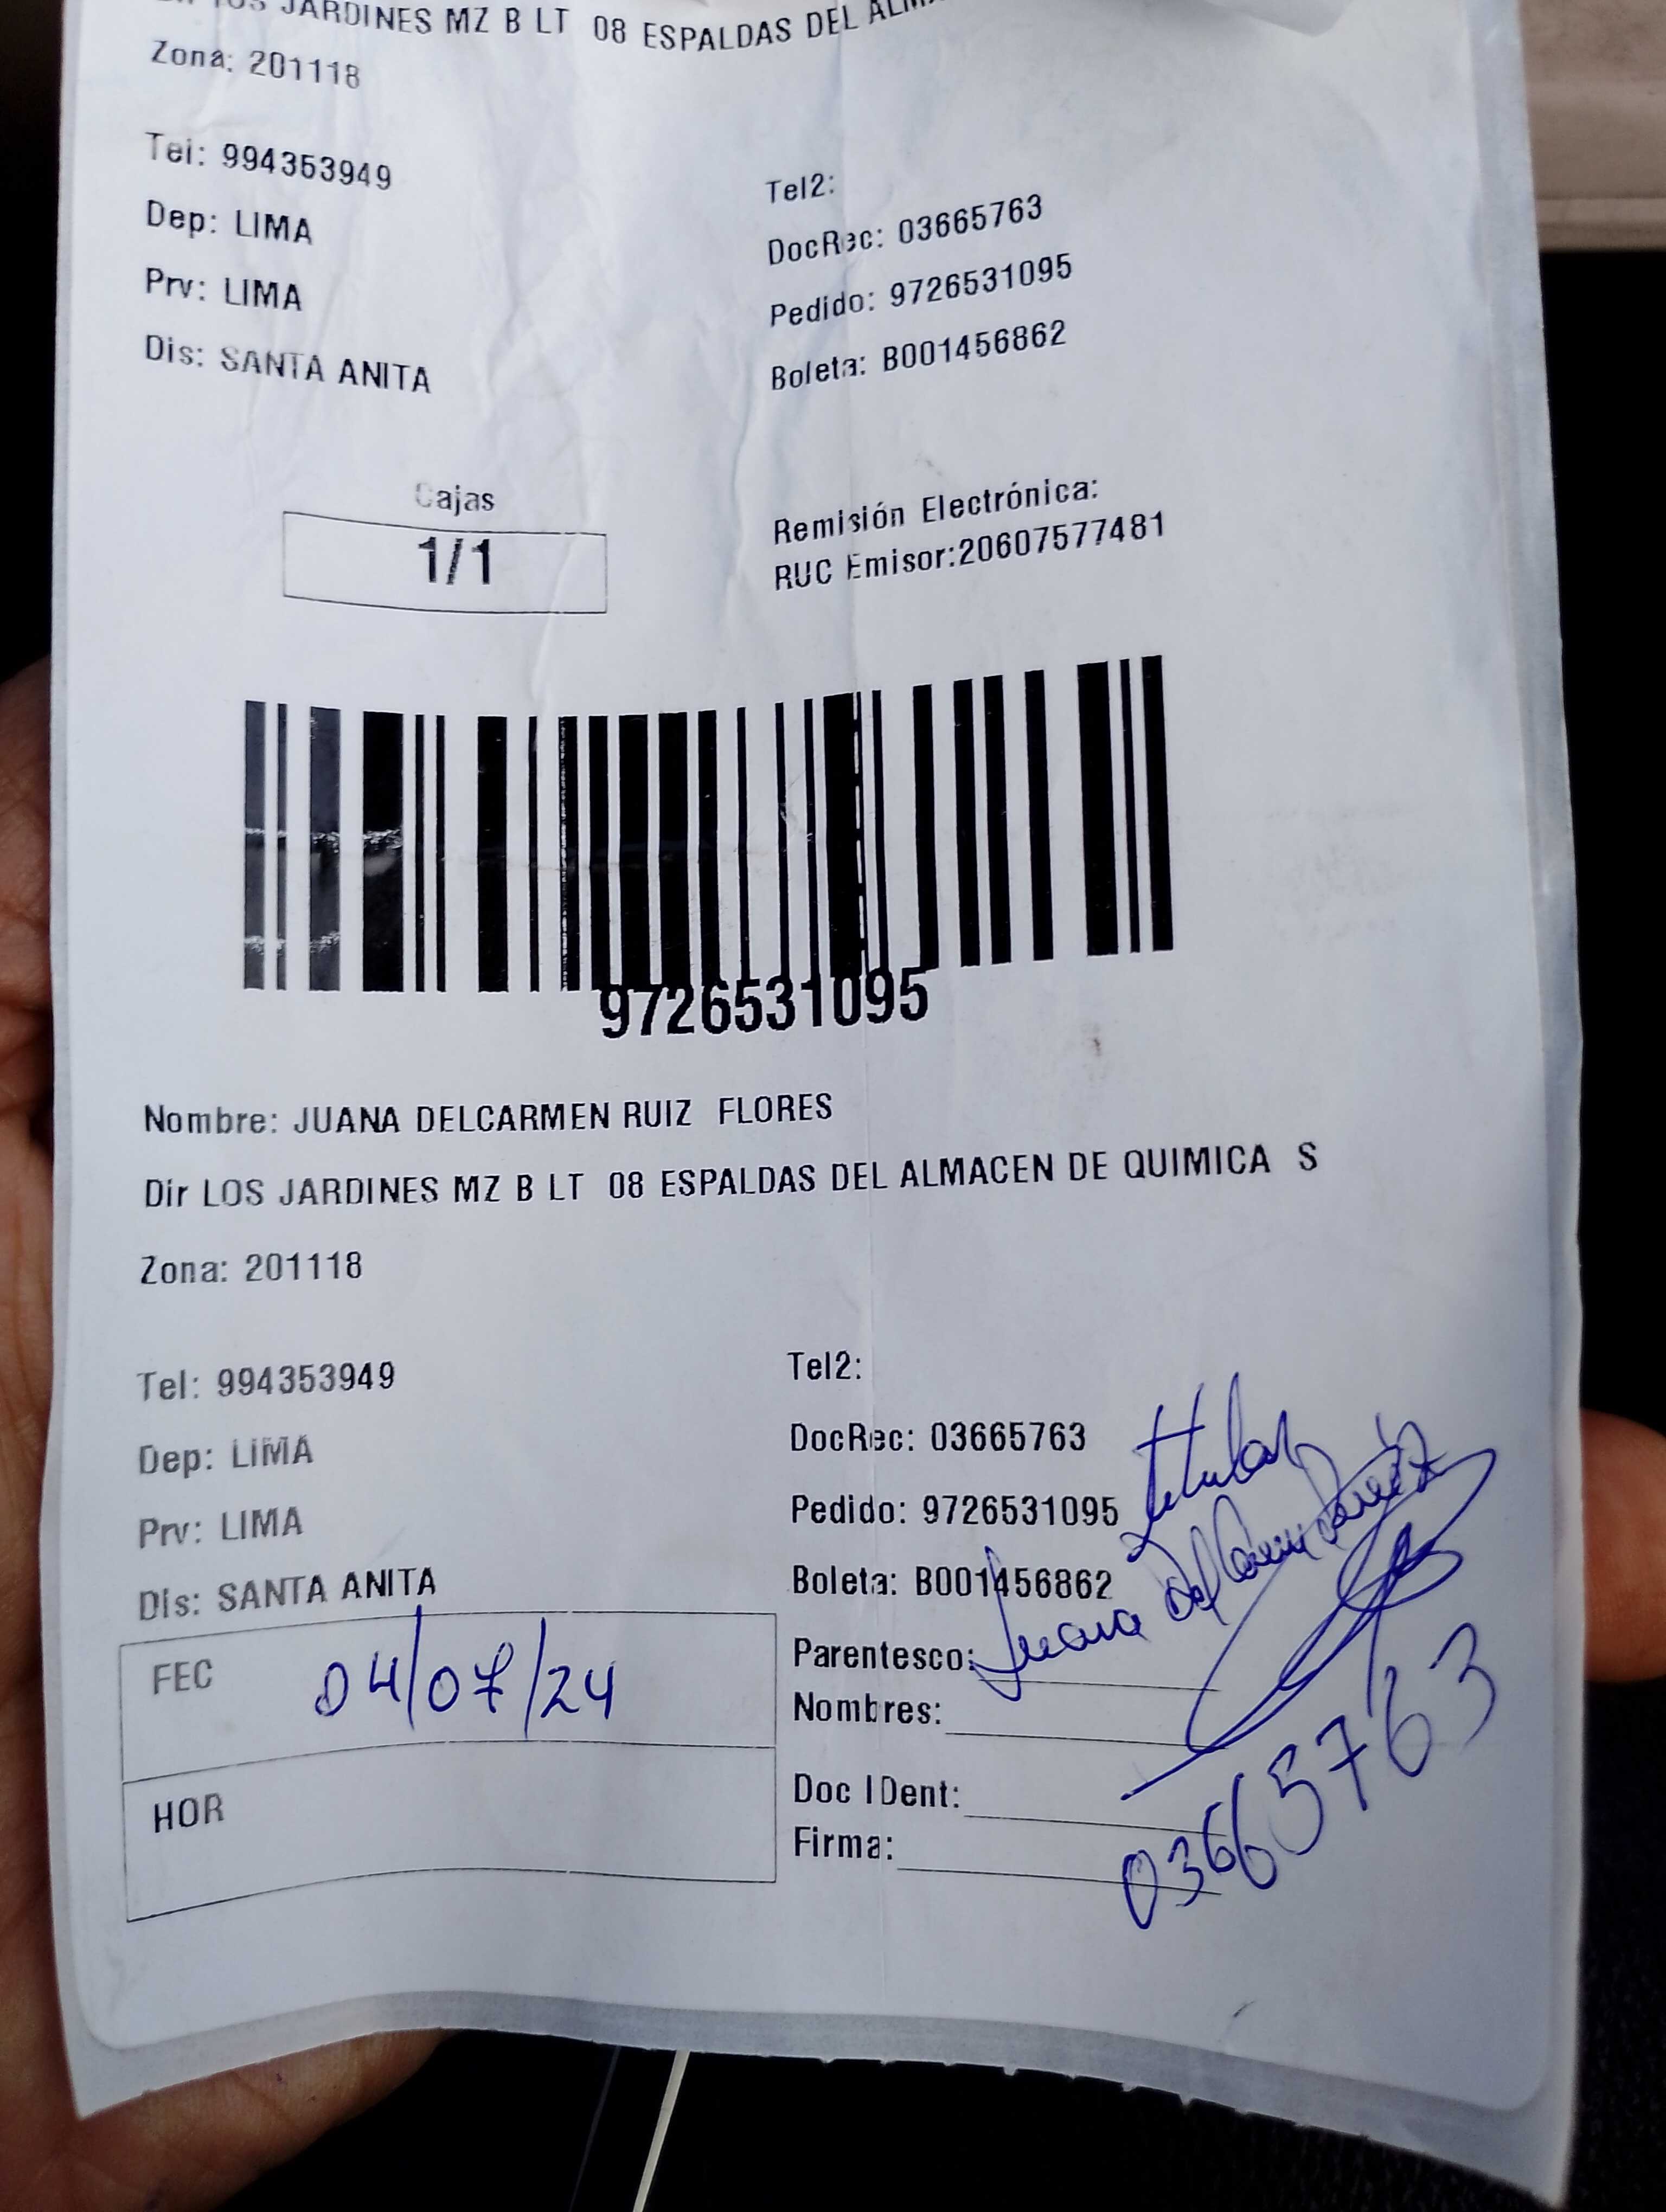 LOS JARDINES MZ B LT 08 ESPALDAS DEL
Zona: 201118
Tel: 994353949
Tel2:
Dep: LIMA
DocRec: 03665763
Prv: LIMA
Pedido: 9726531095
Dis: SANTA ANITA
Boleta: B001456862
Cajas
1/1
Remisión Electrónica:
RUC Emisor:20607577481
9726531095
Nombre: JUANA DELCARMEN RUIZ FLORES
Dir LOS JARDINES MZ B LT 08 ESPALDAS DEL ALMACEN DE QUIMICA S
Zona: 201118
Tel: 994353949
Tel2:
Dep: LIMA
DocRec: 03665763
titular
Prv: LIMA
Pedido: 9726531095
Dis: SANTA ANITA
Boleta: B001456862
Juana Del Carmen
FEC 04/07/24
Parentesco:
Nombres:
HOR
Doc IDent:
03665763
Firma: